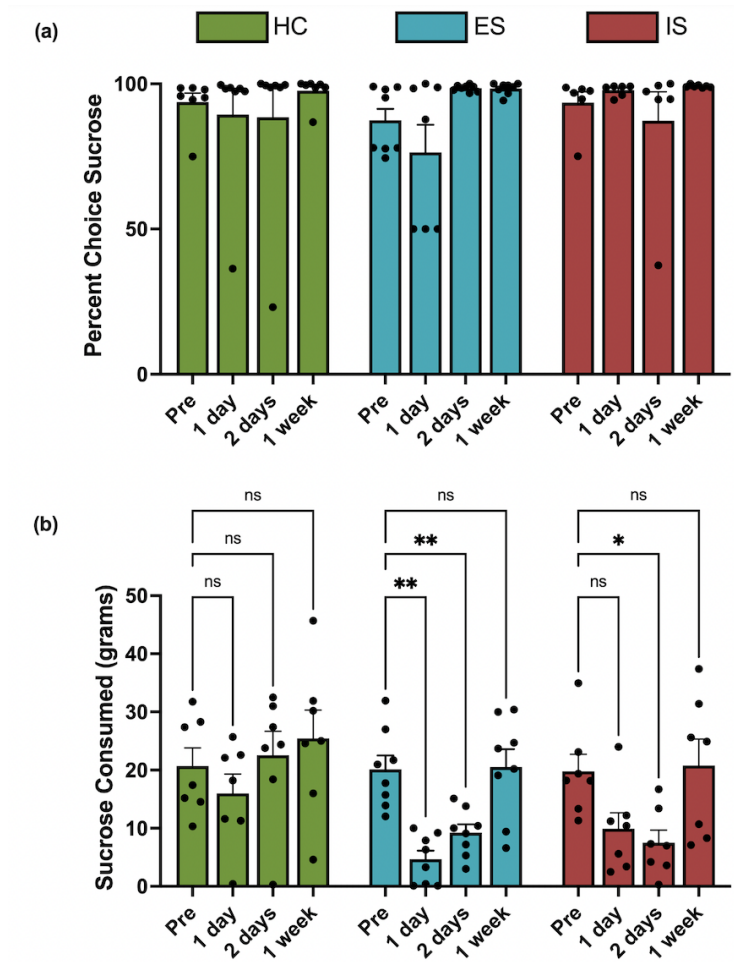 (a)
HC ES IS
Percent Choice Sucrose
100
50
0
Pre 1 day 2 days 1 week Pre 1 day 2 days 1 week Pre 1 day 2 days 1 week
(b)
ns ns ns
ns ** *
ns ** ns
Sucrose Consumed (grams)
50
40
30
20
10
0
Pre 1 day 2 days 1 week Pre 1 day 2 days 1 week Pre 1 day 2 days 1 week